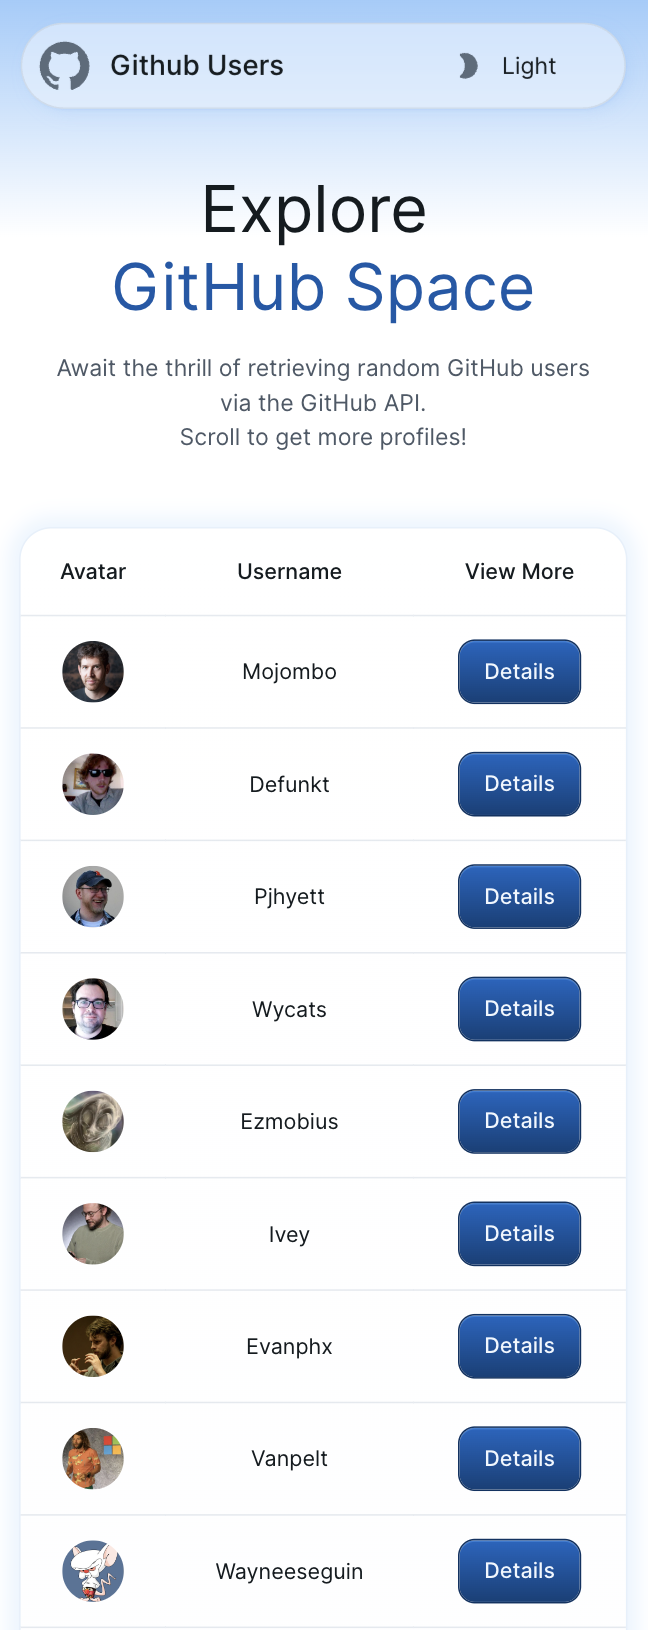 Github Users Light
Explore
GitHub Space
Await the thrill of retrieving random GitHub users
via the GitHub API.
Scroll to get more profiles!
Avatar Username View More
Mojombo Details
Defunkt Details
Pjhyett Details
Wycats Details
Ezmobius Details
Ivey Details
Evanphx Details
Vanpelt Details
Wayneeseguin Details